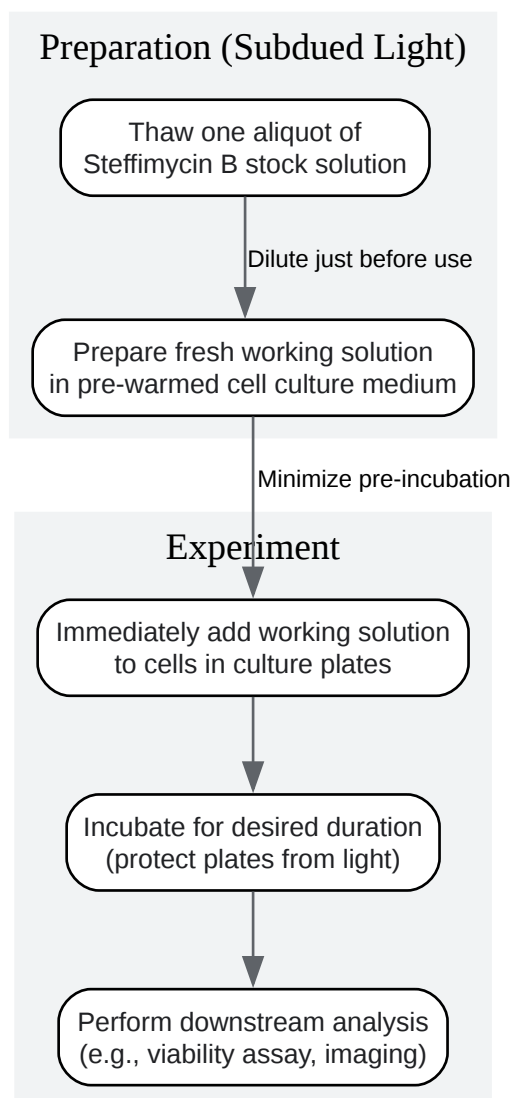 Preparation (Subdued Light)
Thaw one aliquot of
Steffimycin B stock solution
Dilute just before use
Prepare fresh working solution
in pre-warmed cell culture medium
Minimize pre-incubation
Experiment
Immediately add working solution
to cells in culture plates
Incubate for desired duration
(protect plates from light)
Perform downstream analysis
(e.g., viability assay, imaging)